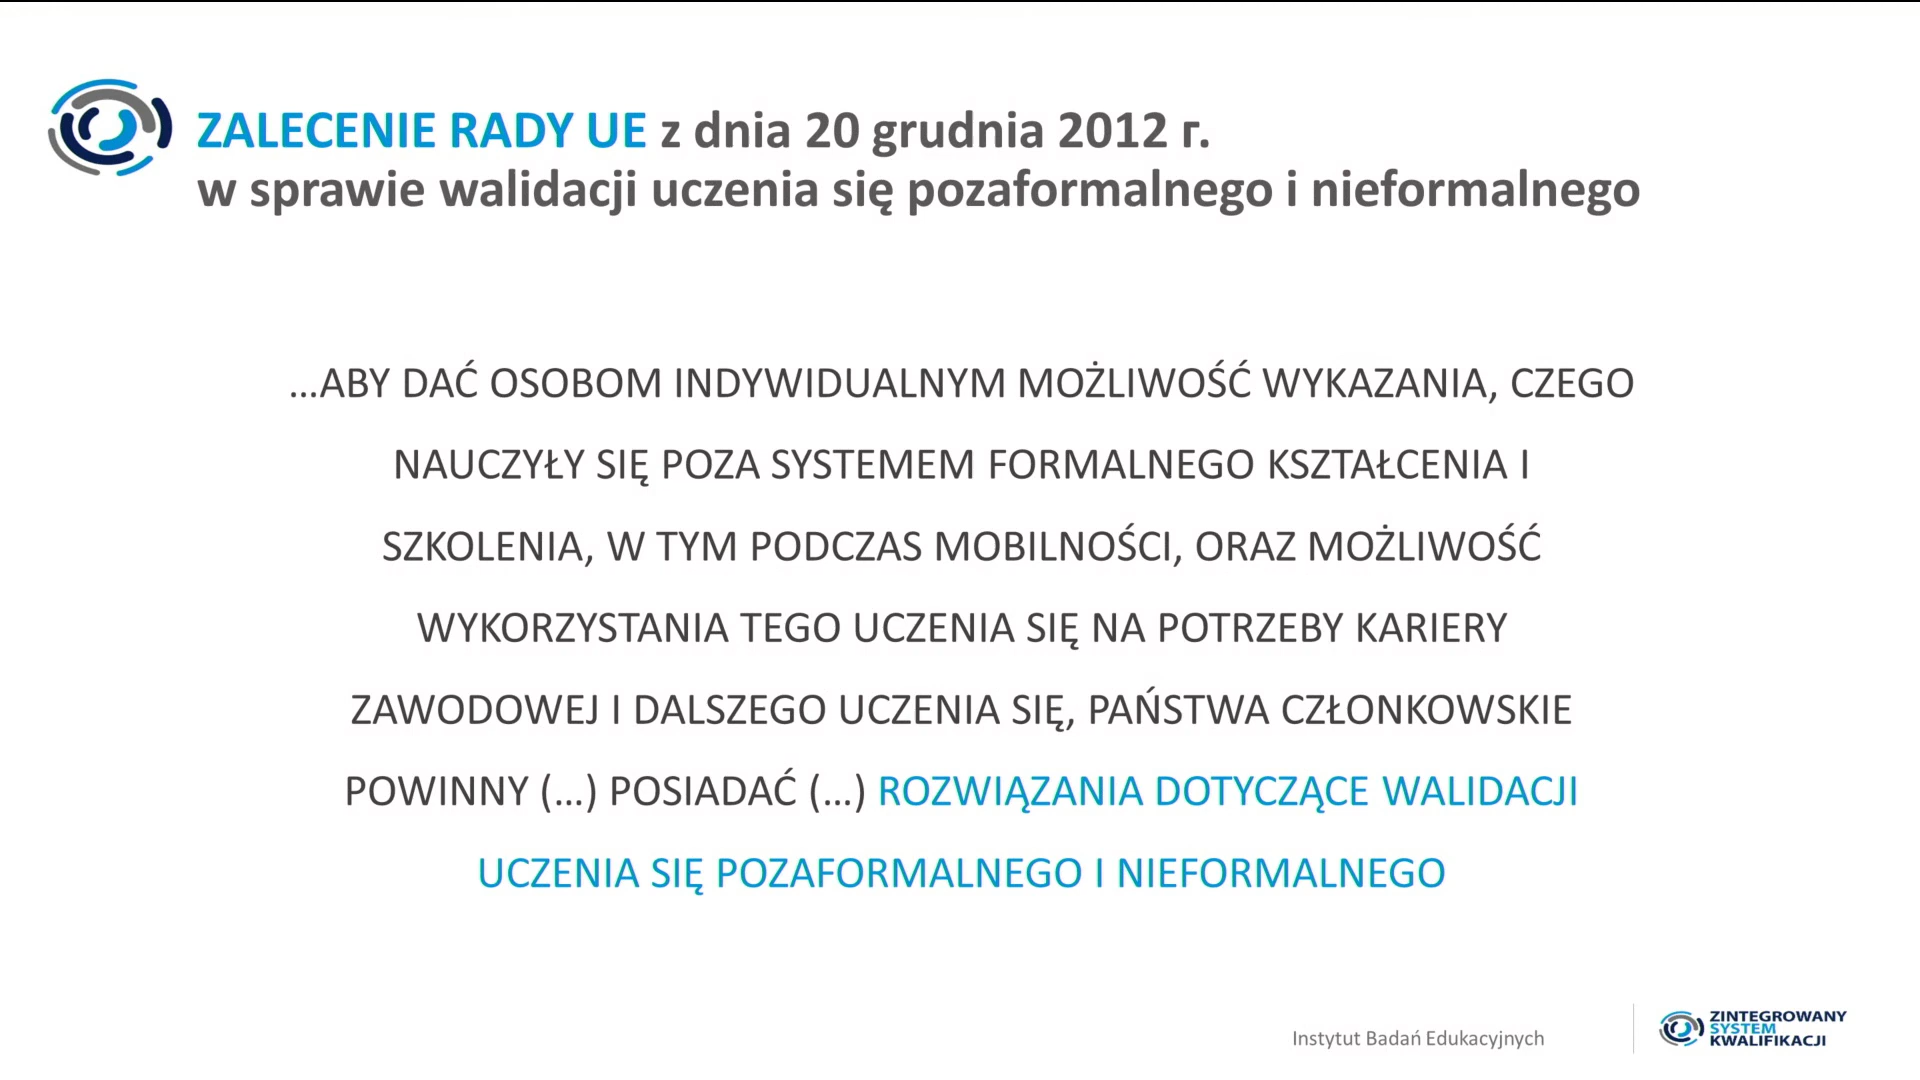 ZALECENIE RADY UE z dnia 20 grudnia 2012 r.
w sprawie walidacji uczenia się pozaformalnego i nieformalnego
...ABY DAĆ OSOBOM INDYWIDUALNYM MOŻLIWOŚĆ WYKAZANIA, CZEGO
NAUCZYŁY SIĘ POZA SYSTEMEM FORMALNEGO KSZTAŁCENIA I
SZKOLENIA, W TYM PODCZAS MOBILNOŚCI, ORAZ MOŻLIWOŚĆ
WYKORZYSTANIA TEGO UCZENIA SIĘ NA POTRZEBY KARIERY
ZAWODOWEJ I DALSZEGO UCZENIA SIĘ, PAŃSTWA CZŁONKOWSKIE
POWINNY (...) POSIADAĆ (...) ROZWIĄZANIA DOTYCZĄCE WALIDACJI
UCZENIA SIĘ POZAFORMALNEGO I NIEFORMALNEGO
Instytut Badań Edukacyjnych
ZINTEGROWANY
SYSTEM
KWALIFIKACJI